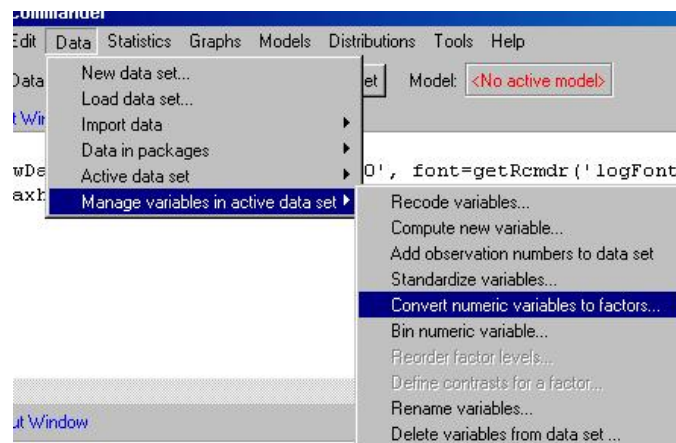 Commander
Edit Data Statistics Graphs Models Distributions Tools Help
Data
New data set...
et Model: <No active model>
Load data set...
t Wir
Import data
Data in packages
wDa
Active data set
0', font=getRcmdr('logFont
axh
Manage variables in active data set
Recode variables...
Compute new variable...
Add observation numbers to data set
Standardize variables...
Convert numeric variables to factors...
Bin numeric variable...
Reorder factor levels...
Define contrasts for a factor...
Rename variables...
ut Window
Delete variables from data set ...